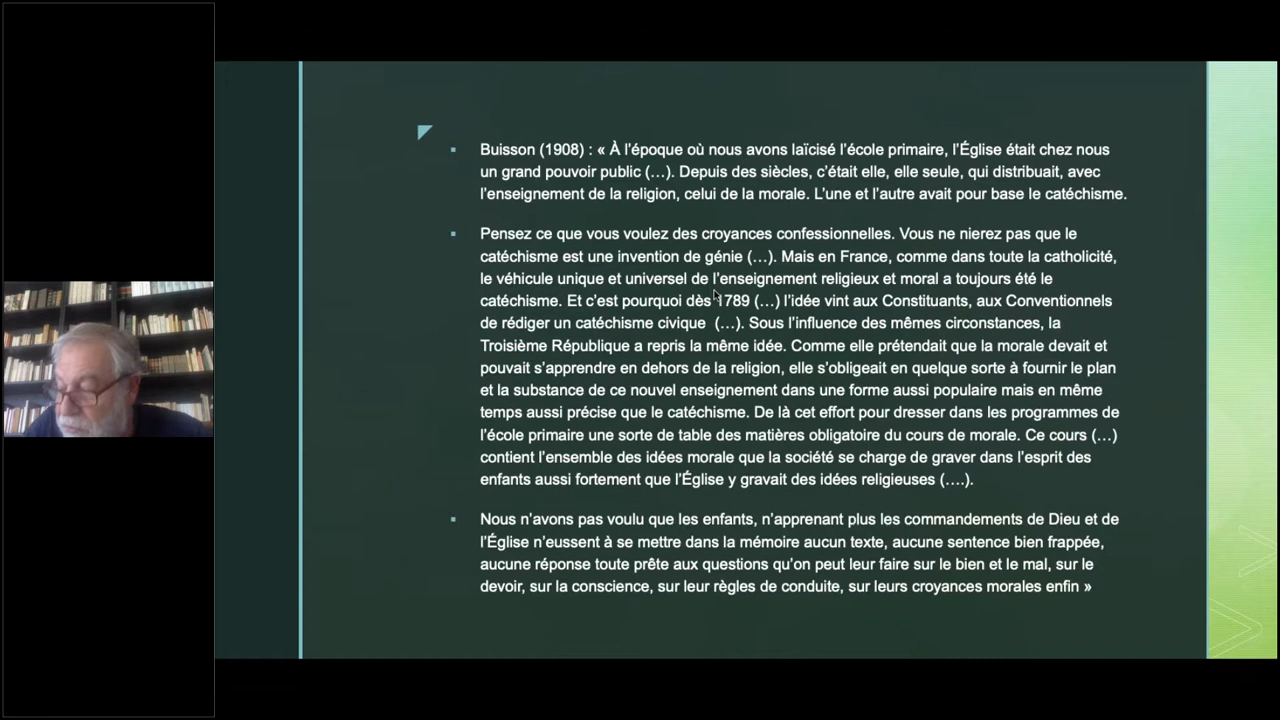 Buisson (1908) : « À l’époque où nous avons laïcisé l’école primaire, l’Église était chez nous
un grand pouvoir public (…). Depuis des siècles, c’était elle, elle seule, qui distribuait, avec
l’enseignement de la religion, celui de la morale. L’une et l’autre avait pour base le catéchisme.
Pensez ce que vous voulez des croyances confessionnelles. Vous ne nierez pas que le
catéchisme est une invention de génie (…). Mais en France, comme dans toute la catholicité,
le véhicule unique et universel de l’enseignement religieux et moral a toujours été le
catéchisme. Et c’est pourquoi dès 1789 (…) l’idée vint aux Constituants, aux Conventionnels
de rédiger un catéchisme civique (…). Sous l’influence des mêmes circonstances, la
Troisième République a repris la même idée. Comme elle prétendait que la morale devait et
pouvait s’apprendre en dehors de la religion, elle s’obligeait en quelque sorte à fournir le plan
et la substance de ce nouvel enseignement dans une forme aussi populaire mais en même
temps aussi précise que le catéchisme. De là cet effort pour dresser dans les programmes de
l’école primaire une sorte de table des matières obligatoire du cours de morale. Ce cours (…)
contient l’ensemble des idées morale que la société se charge de graver dans l’esprit des
enfants aussi fortement que l’Église y gravait des idées religieuses (….).
Nous n’avons pas voulu que les enfants, n’apprenant plus les commandements de Dieu et de
l’Église n’eussent à se mettre dans la mémoire aucun texte, aucune sentence bien frappée,
aucune réponse toute prête aux questions qu’on peut leur faire sur le bien et le mal, sur le
devoir, sur la conscience, sur leur règles de conduite, sur leurs croyances morales enfin »